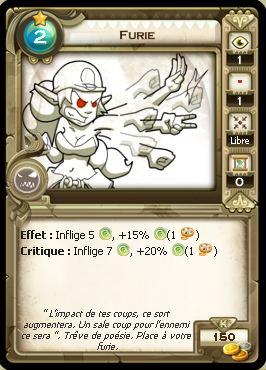 2
Furie
1
1
Libre
0
Effet : Inflige 5 , +15% (1 )
Critique : Inflige 7 , +20% (1 )
" L'impact de tes coups, ce sort
augmentera. Un sale coup pour l'ennemi
ce sera ". Trêve de poésie. Place à votre
furie.
K
150